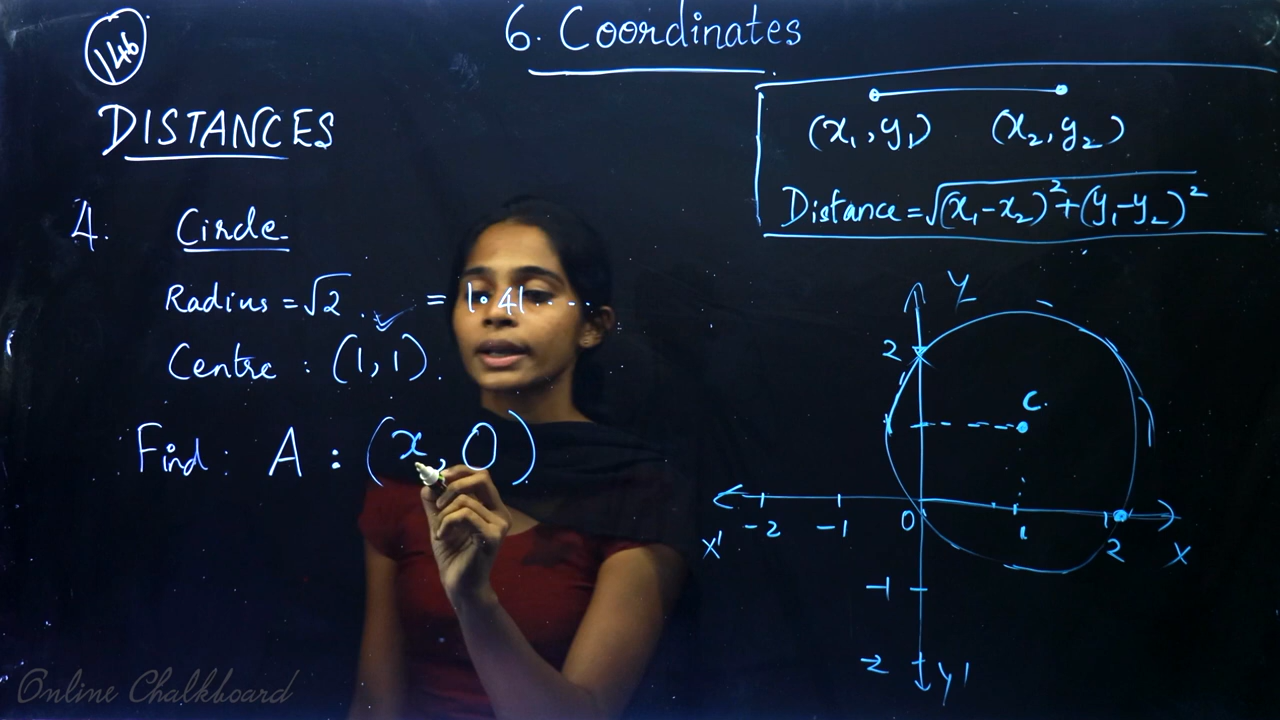 146
6. Coordinates
DISTANCES
(x₁, y₁) (x₂, y₂)
Distance = √(x₁-x₂)²+(y₁-y₂)²
4. Circle
Radius = √2 = 1.41...
Centre : (1, 1)
Find : A : (x, 0)
Y
2
C
1
X' -2 -1 0 1 2 X
-1
-2
Y'
Online Chalkboard